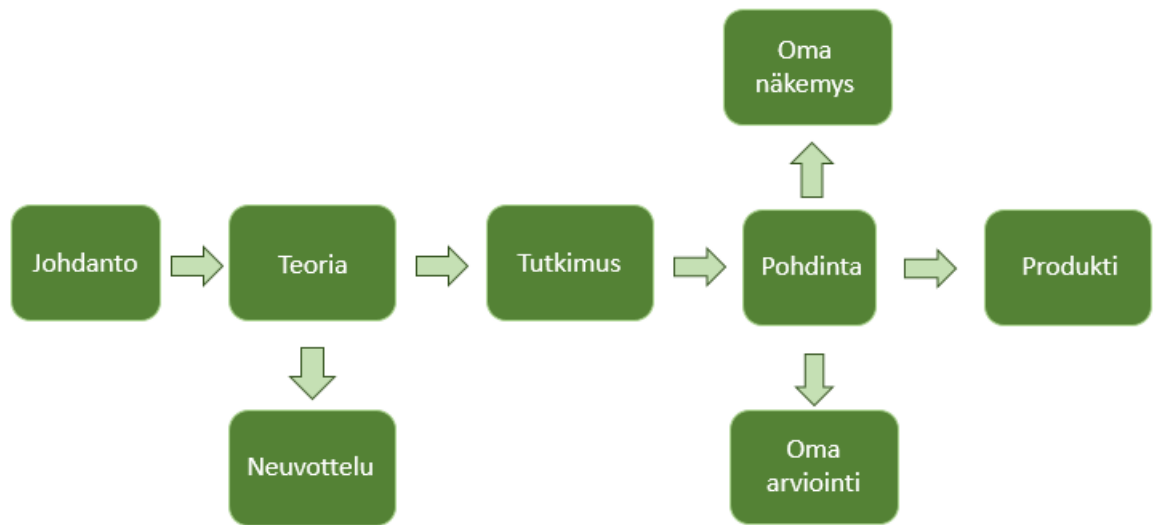 Oma
näkemys
Johdanto
Teoria
Tutkimus
Pohdinta
Produkti
Neuvottelu
Oma
arviointi